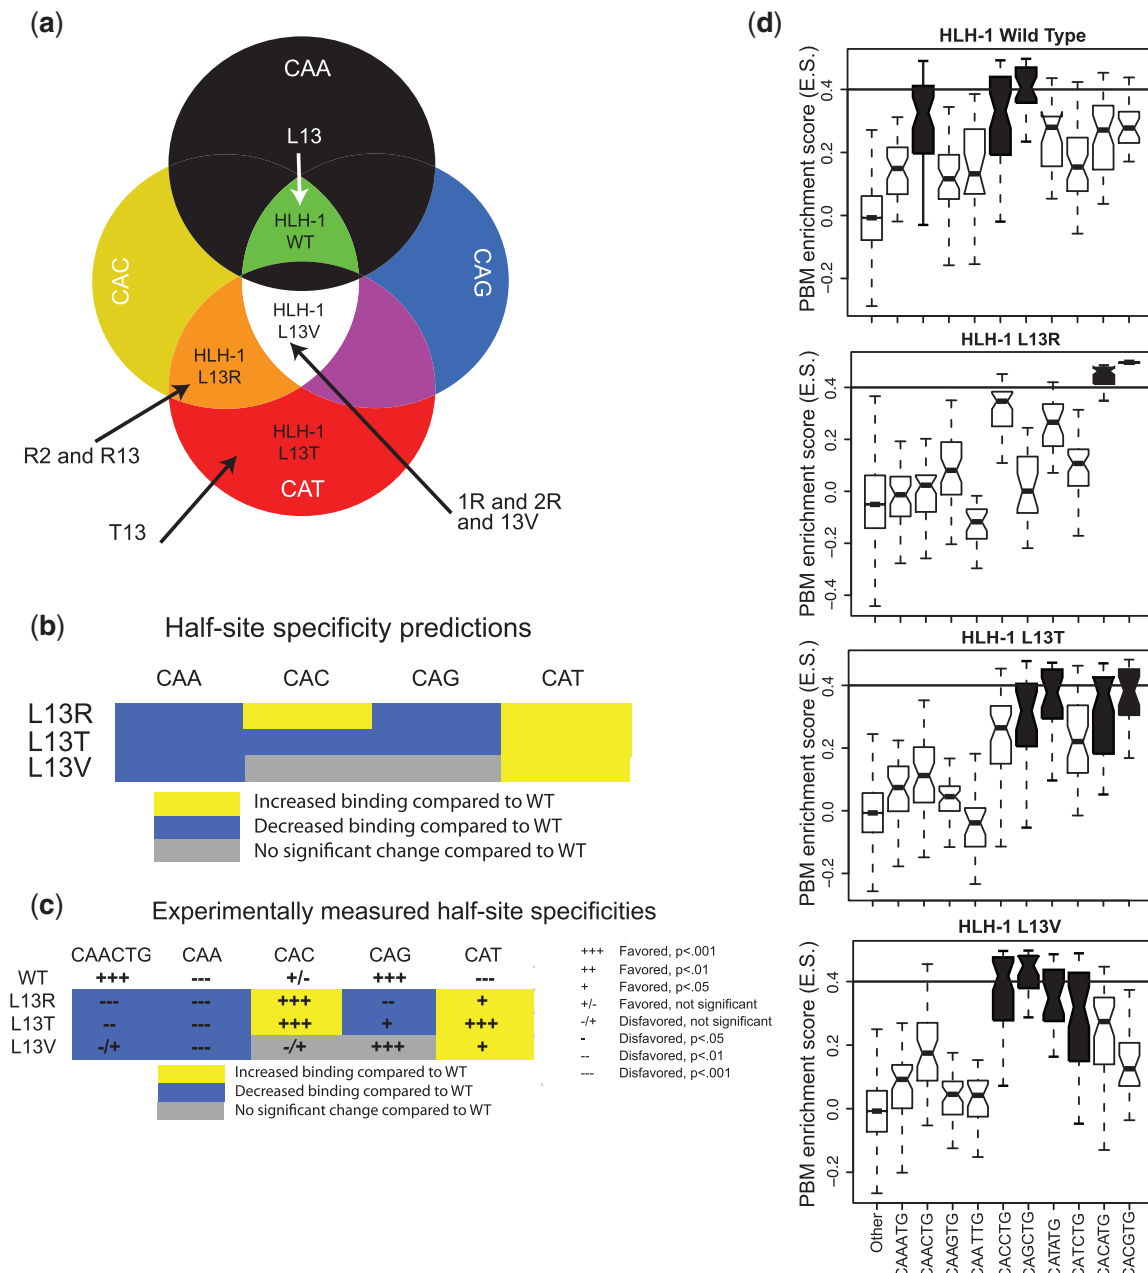 (a)
CAA
L13
HLH-1
WT
CAC
CAG
HLH-1
L13V
HLH-1
L13R
HLH-1
L13T
CAT
R2 and R13
T13
1R and 2R
and 13V
(b)
Half-site specificity predictions
CAA CAC CAG CAT
L13R
L13T
L13V
Increased binding compared to WT
Decreased binding compared to WT
No significant change compared to WT
(c)
Experimentally measured half-site specificities
CAACTG CAA CAC CAG CAT
WT +++ --- +/- +++ ---
L13R --- --- +++ -- +
L13T -- --- +++ + +++
L13V -/+ --- -/+ +++ +
Increased binding compared to WT
Decreased binding compared to WT
No significant change compared to WT
+++ Favored, p<.001
++ Favored, p<.01
+ Favored, p<.05
+/- Favored, not significant
-/+ Disfavored, not significant
- Disfavored, p<.05
-- Disfavored, p<.01
--- Disfavored, p<.001
(d)
HLH-1 Wild Type
PBM enrichment score (E.S.)
0.4
0.2
0.0
−0.2
HLH-1 L13R
PBM enrichment score (E.S.)
0.4
0.2
0.0
−0.2
−0.4
HLH-1 L13T
PBM enrichment score (E.S.)
0.4
0.2
0.0
−0.2
HLH-1 L13V
PBM enrichment score (E.S.)
0.4
0.2
0.0
−0.2
Other
CAAATG
CAACTG
CAAGTG
CAATTG
CACCTG
CAGCTG
CATATG
CATCTG
CACATG
CACGTG